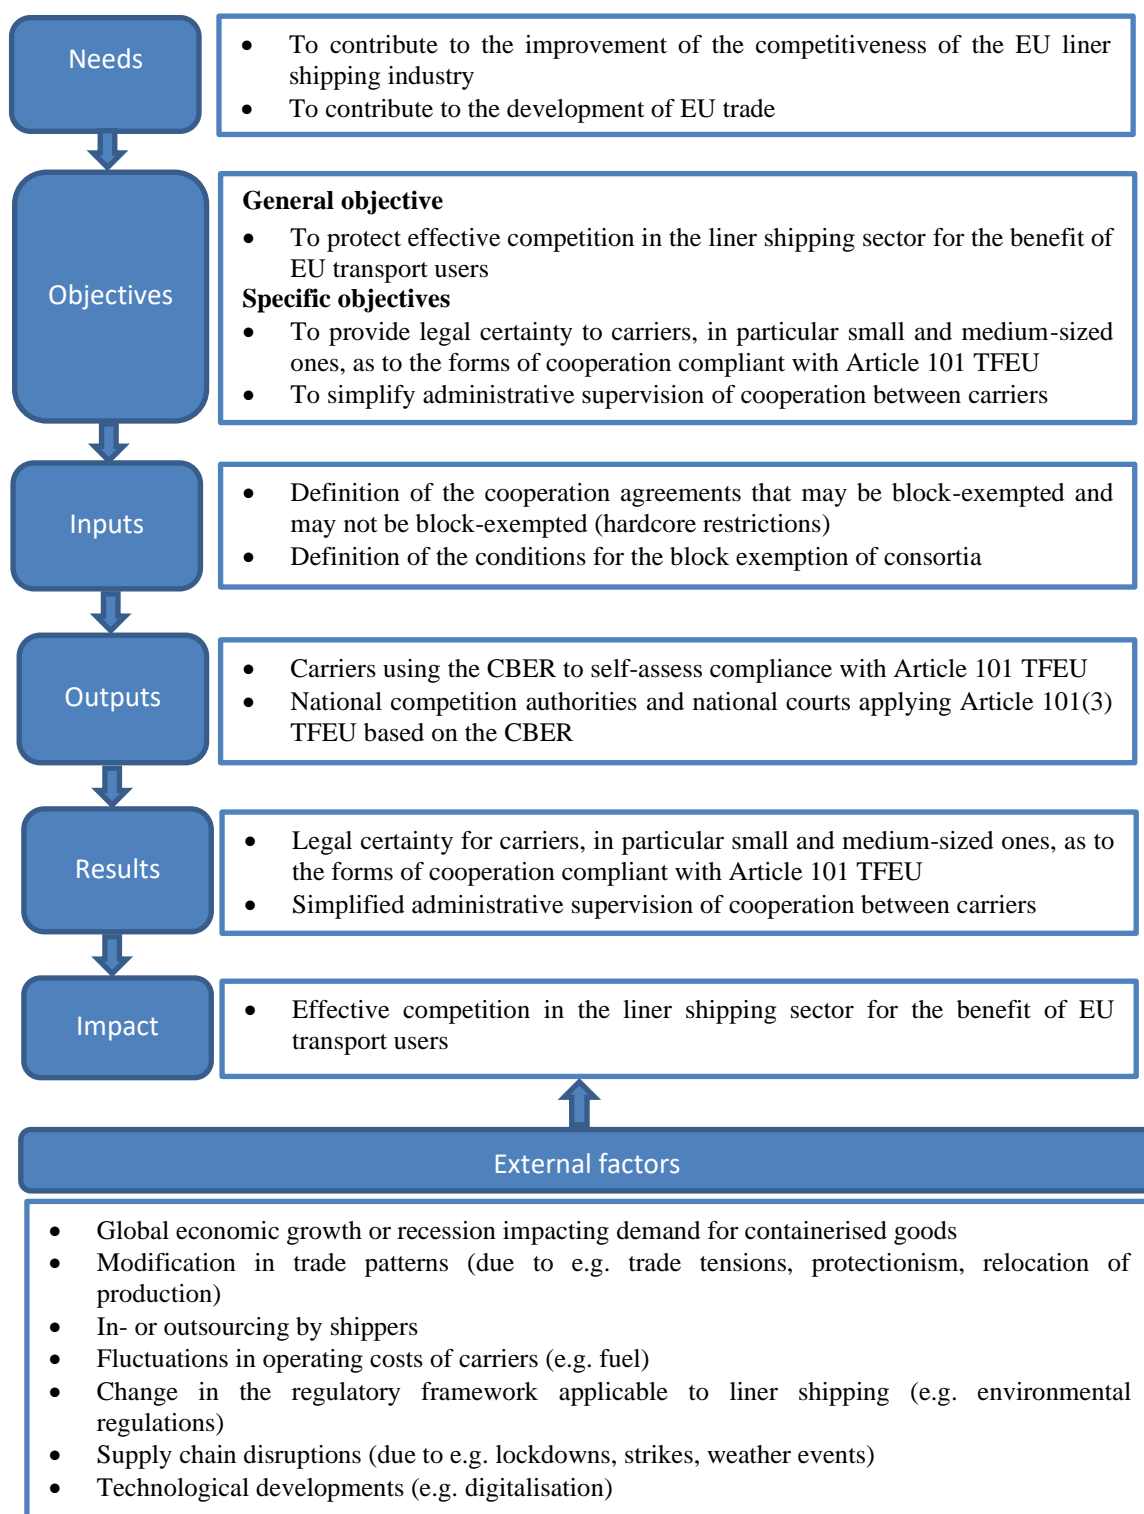 Needs
• To contribute to the improvement of the competitiveness of the EU liner
shipping industry
• To contribute to the development of EU trade
Objectives
General objective
• To protect effective competition in the liner shipping sector for the benefit of
EU transport users
Specific objectives
• To provide legal certainty to carriers, in particular small and medium-sized
ones, as to the forms of cooperation compliant with Article 101 TFEU
• To simplify administrative supervision of cooperation between carriers
Inputs
• Definition of the cooperation agreements that may be block-exempted and
may not be block-exempted (hardcore restrictions)
• Definition of the conditions for the block exemption of consortia
Outputs
• Carriers using the CBER to self-assess compliance with Article 101 TFEU
• National competition authorities and national courts applying Article 101(3)
TFEU based on the CBER
Results
• Legal certainty for carriers, in particular small and medium-sized ones, as to
the forms of cooperation compliant with Article 101 TFEU
• Simplified administrative supervision of cooperation between carriers
Impact
• Effective competition in the liner shipping sector for the benefit of EU
transport users
External factors
• Global economic growth or recession impacting demand for containerised goods
• Modification in trade patterns (due to e.g. trade tensions, protectionism, relocation of
production)
• In- or outsourcing by shippers
• Fluctuations in operating costs of carriers (e.g. fuel)
• Change in the regulatory framework applicable to liner shipping (e.g. environmental
regulations)
• Supply chain disruptions (due to e.g. lockdowns, strikes, weather events)
• Technological developments (e.g. digitalisation)